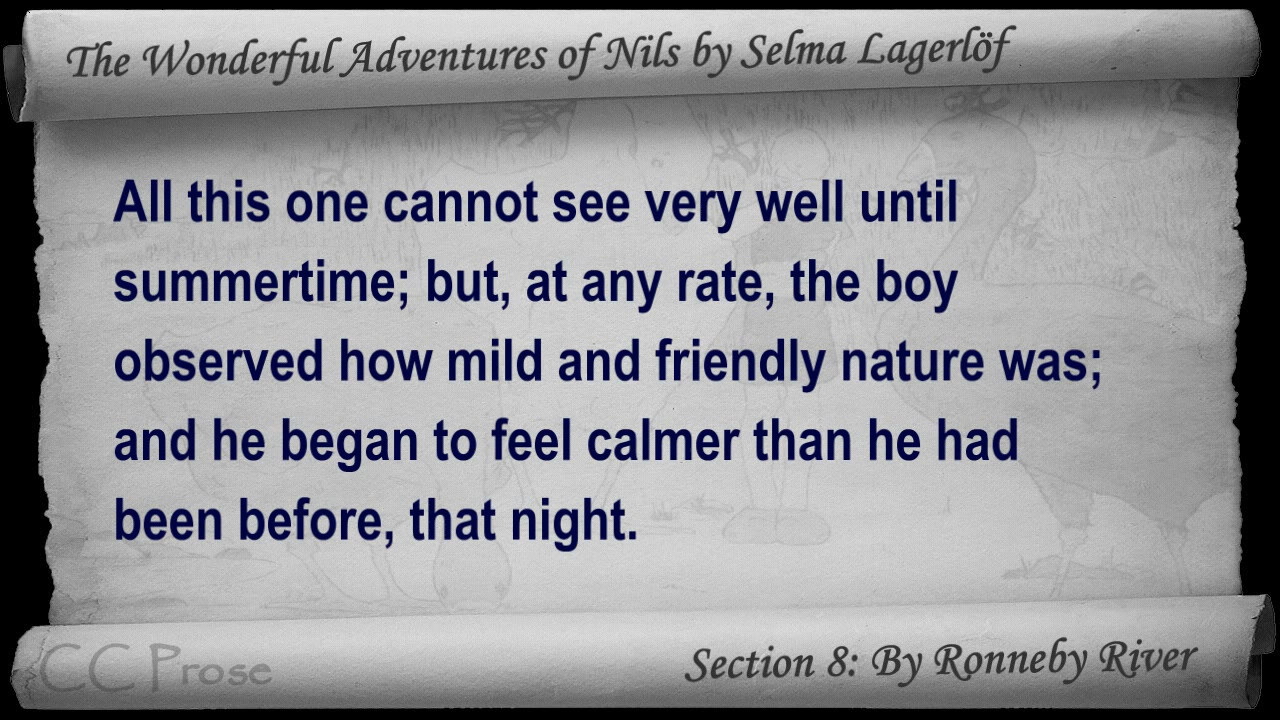 The Wonderful Adventures of Nils by Selma Lagerlöf
All this one cannot see very well until
summertime; but, at any rate, the boy
observed how mild and friendly nature was;
and he began to feel calmer than he had
been before, that night.
CC Prose
Section 8: By Ronneby River